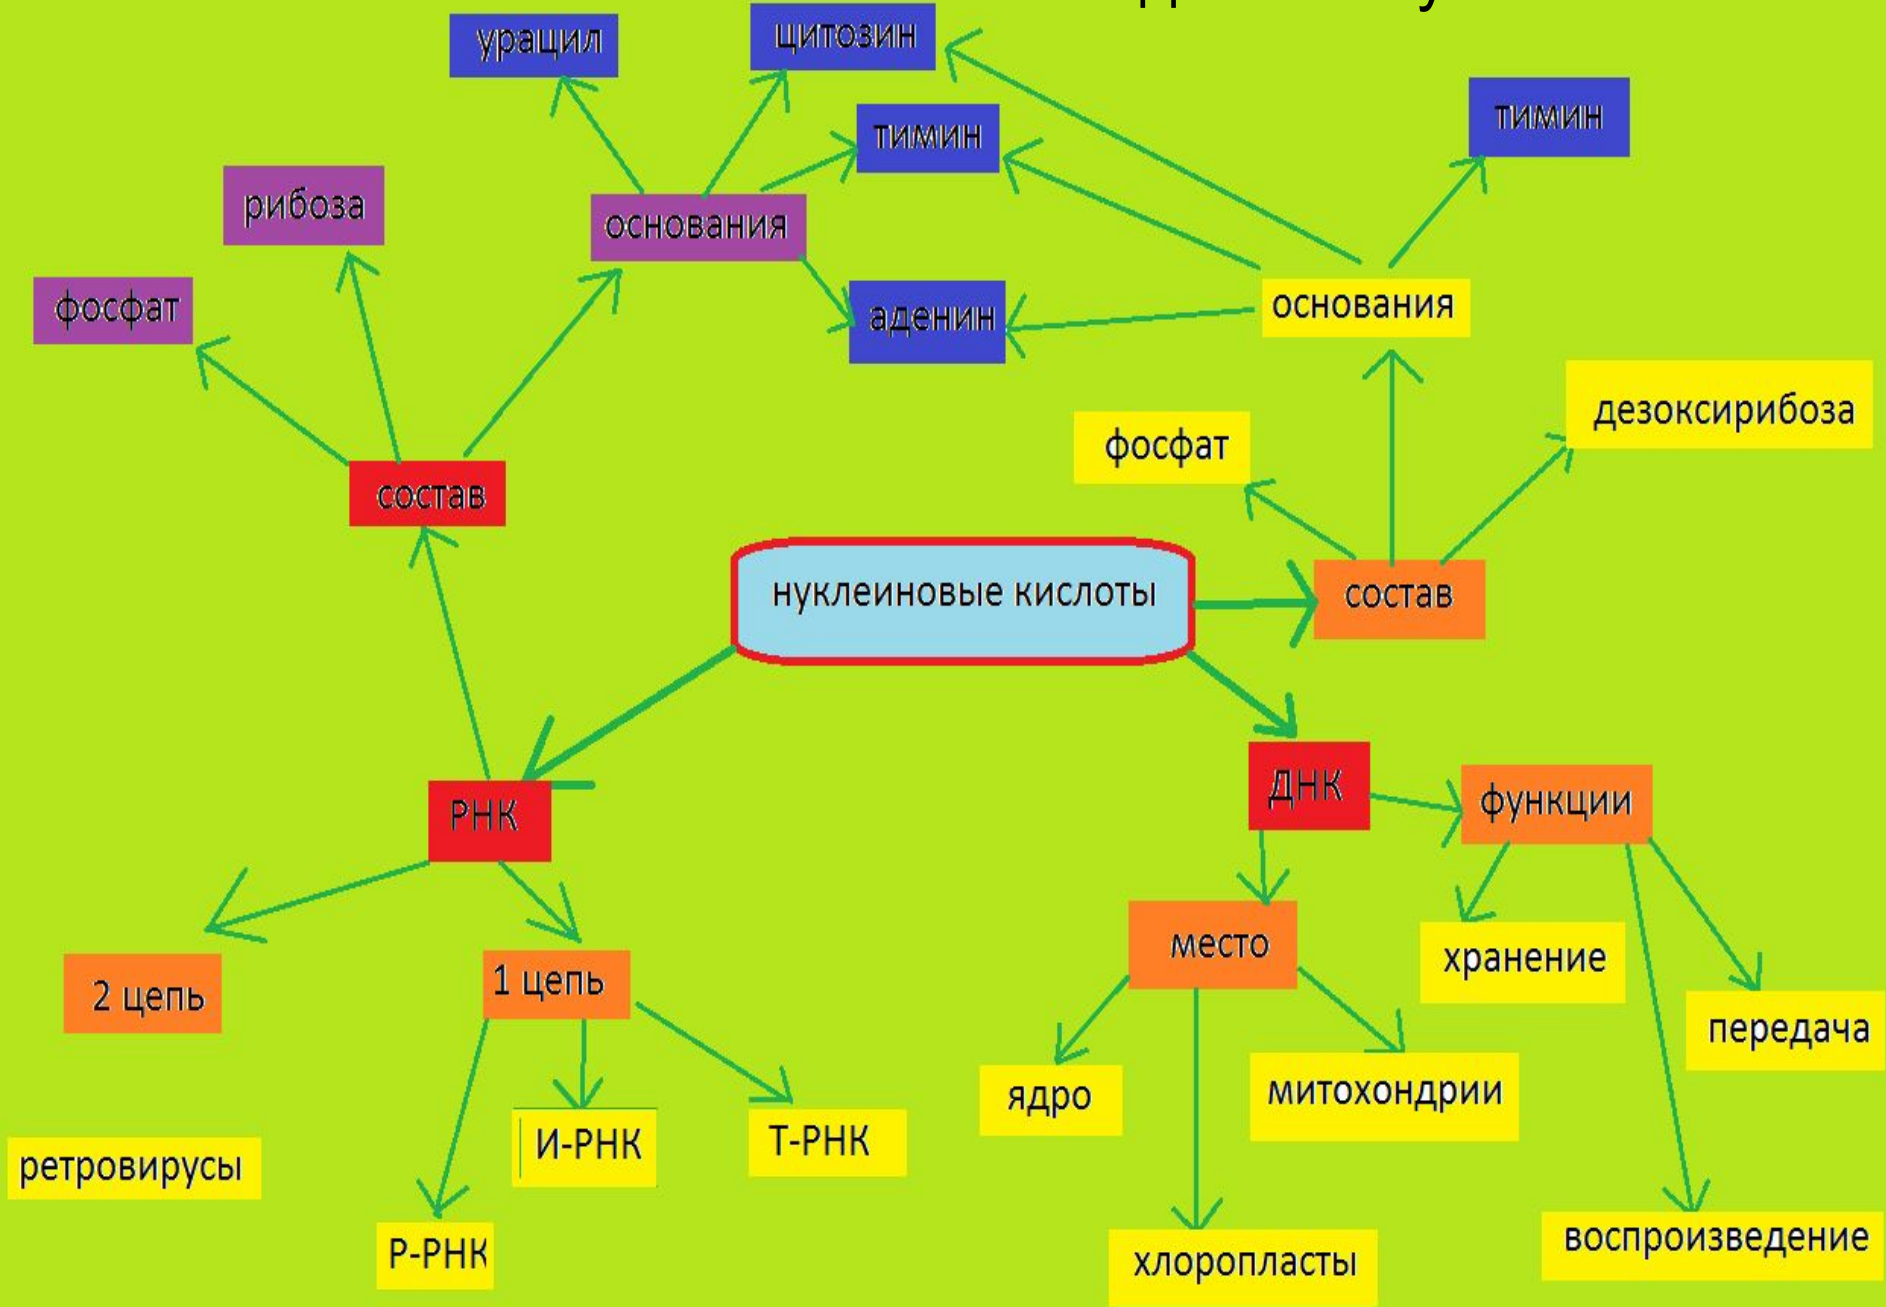 урацил
цитозин
тимин
тимин
рибоза
основания
фосфат
аденин
основания
дезоксирибоза
фосфат
состав
нуклеиновые кислоты
состав
РНК
ДНК
функции
место
хранение
2 цепь
1 цепь
передача
ядро
митохондрии
И-РНК
Т-РНК
ретровирусы
Р-РНК
хлоропласты
воспроизведение